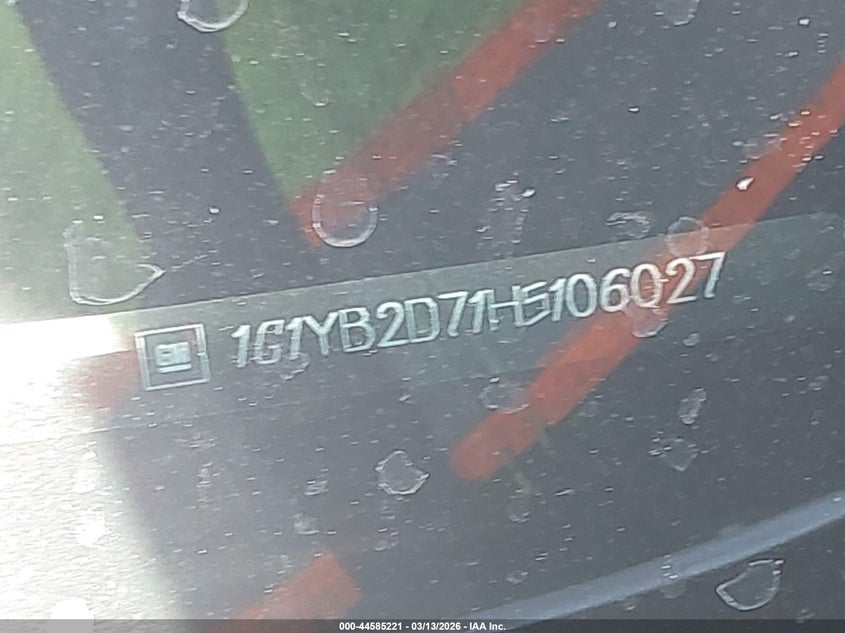 GM 1G1YB2D71H5106027
000-44585221 - 03/13/2026 - IAA Inc.